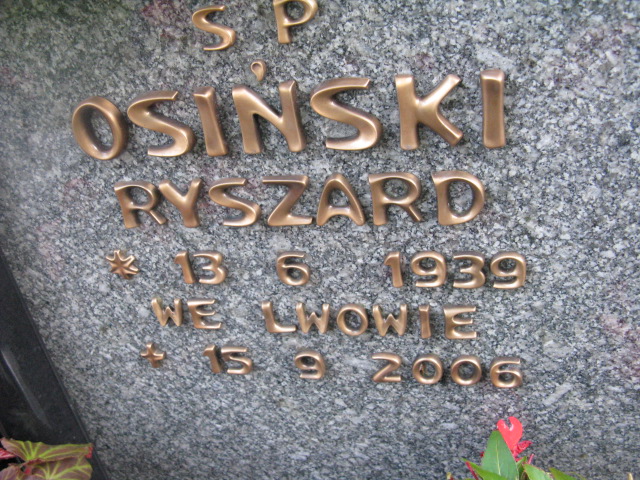 S P
OSIŃSKI
RYSZARD
* 13 6 1939
WE LWOWIE
+ 15 9 2006